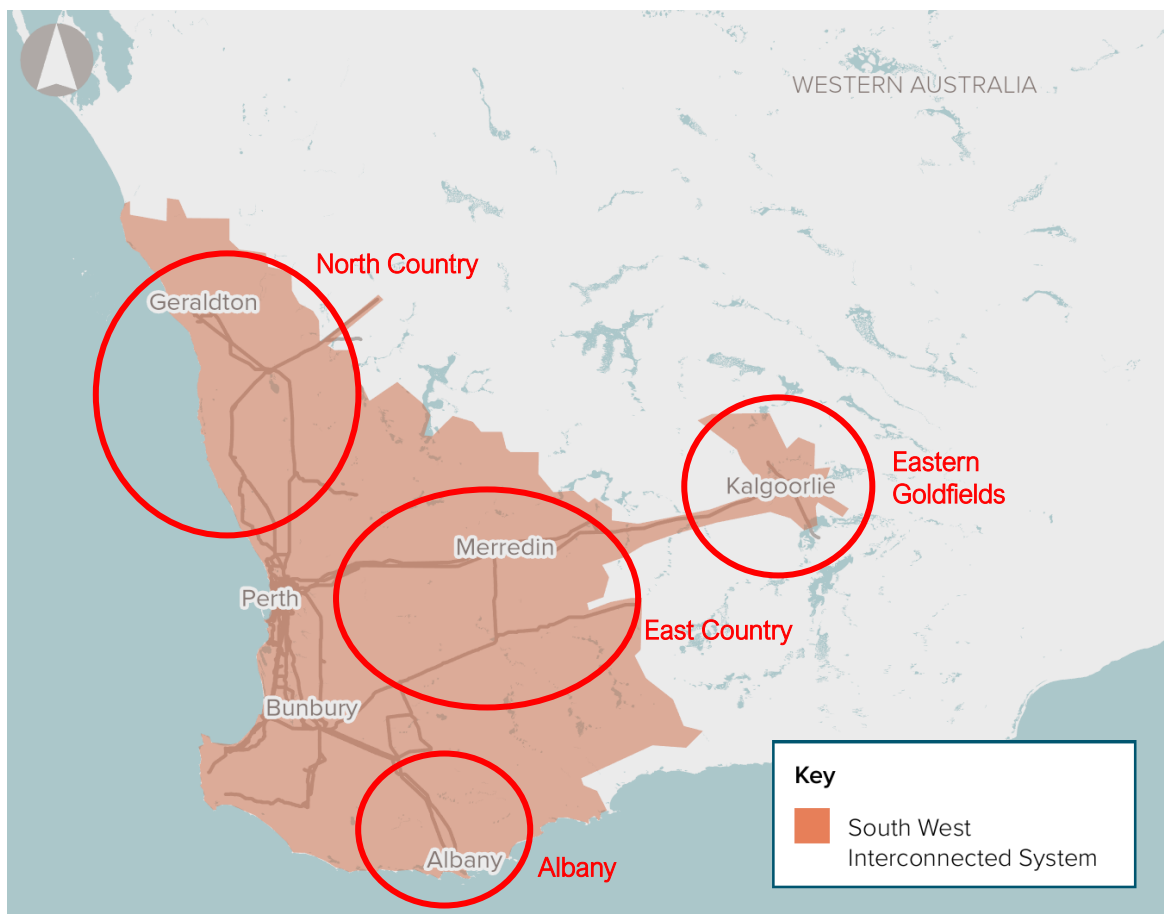 WESTERN AUSTRALIA
North Country
Geraldton
Eastern
Goldfields
Kalgoorlie
Merredin
Perth
East Country
Bunbury
Key
South West
Interconnected System
Albany
Albany